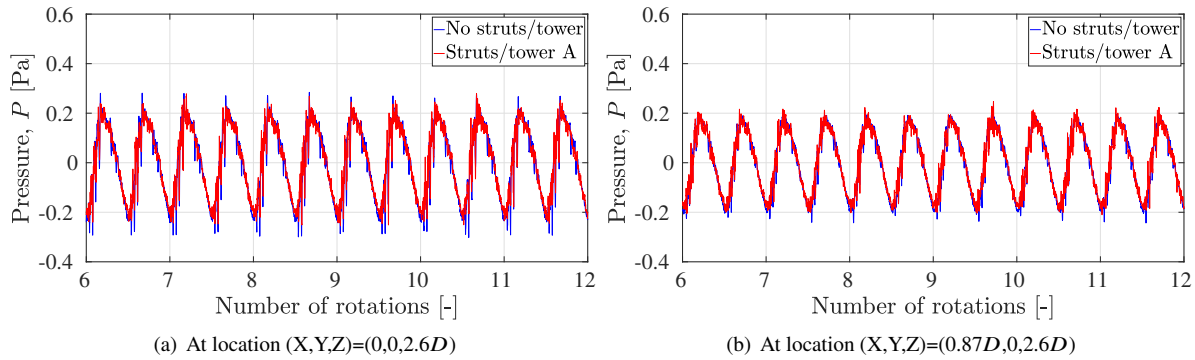 0.6
0.4
0.2
0
-0.2
-0.4
Pressure, P [Pa]
No struts/tower
Struts/tower A
6 7 8 9 10 11 12
Number of rotations [-]
(a) At location (X,Y,Z)=(0,0,2.6D)
0.6
0.4
0.2
0
-0.2
-0.4
Pressure, P [Pa]
No struts/tower
Struts/tower A
6 7 8 9 10 11 12
Number of rotations [-]
(b) At location (X,Y,Z)=(0.87D,0,2.6D)